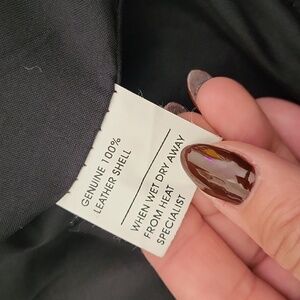 GENUINE 100%
LEATHER SHELL
WHEN WET DRY AWAY
FROM HEAT
SPECIALIST